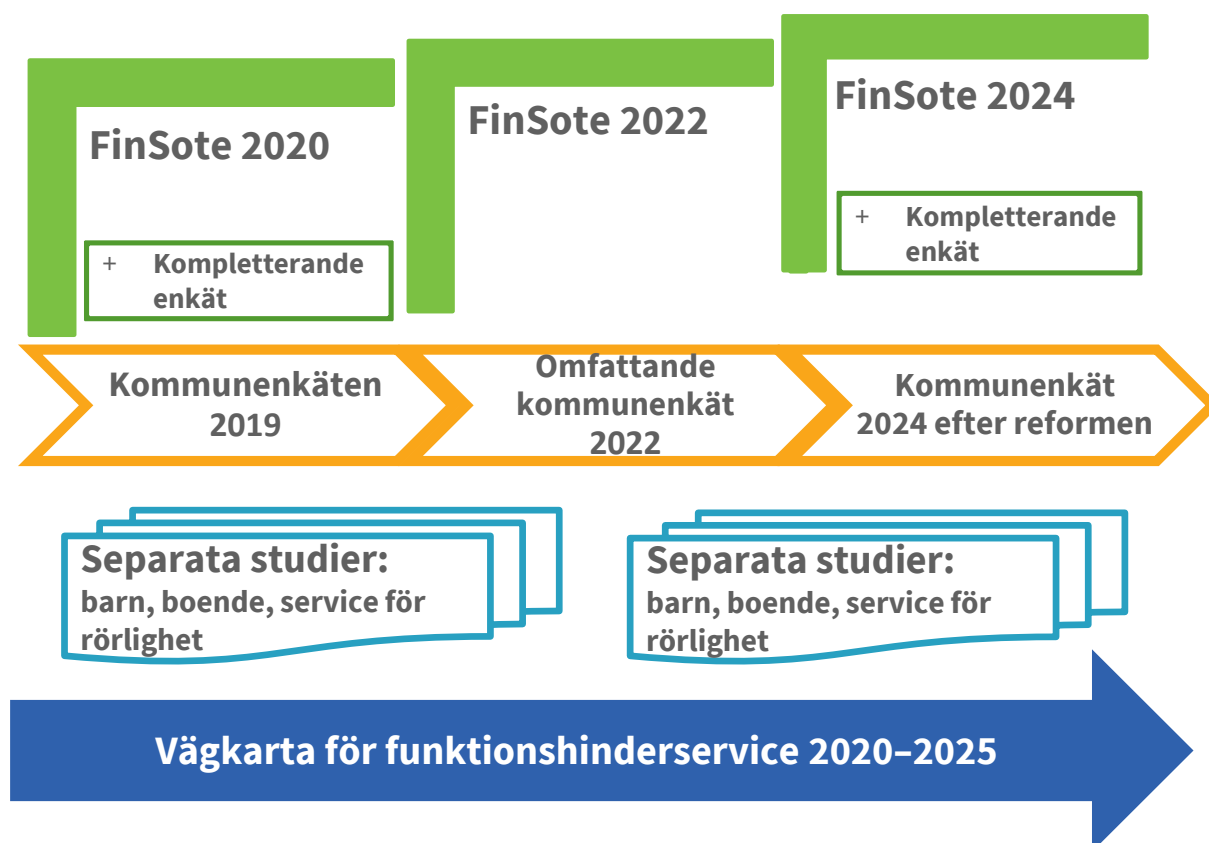 FinSote 2020
+ Kompletterande
enkät
FinSote 2022
FinSote 2024
+ Kompletterande
enkät
Kommunenkäten
2019
Omfattande
kommunenkät
2022
Kommunenkät
2024 efter reformen
Separata studier:
barn, boende, service för
rörlighet
Separata studier:
barn, boende, service för
rörlighet
Vägkarta för funktionshinderservice 2020–2025